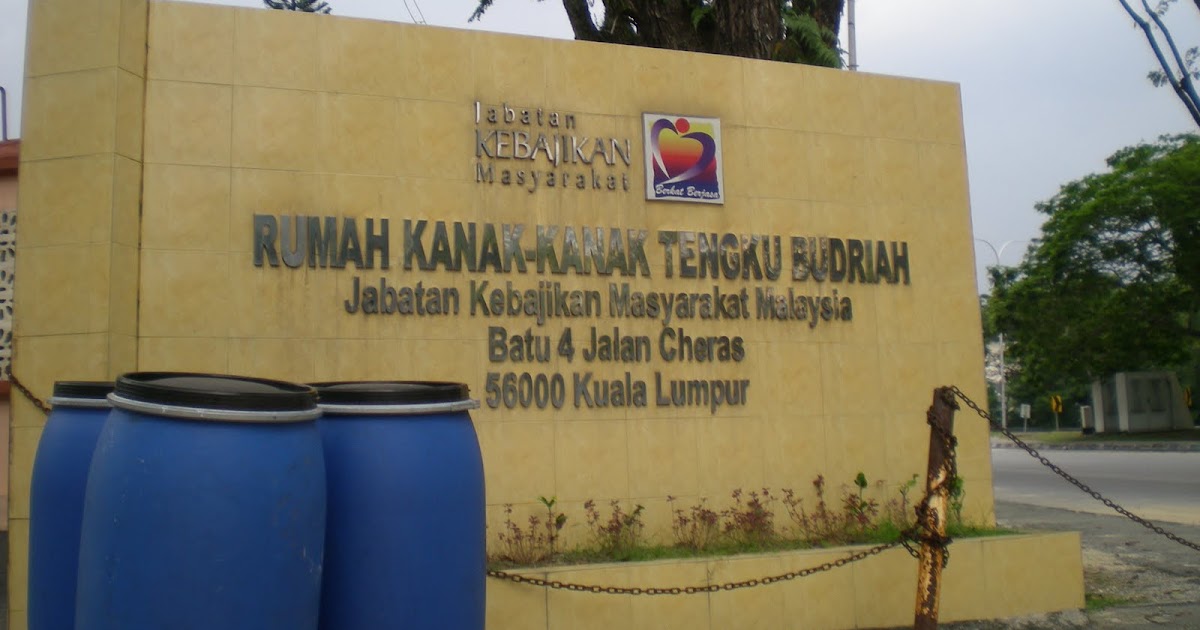 Jabatan
KEBAJIKAN
Masyarakat
Berkat Berjasa
RUMAH KANAK-KANAK TENGKU BUDRIAH
Jabatan Kebajikan Masyarakat Malaysia
Batu 4 Jalan Cheras
56000 Kuala Lumpur